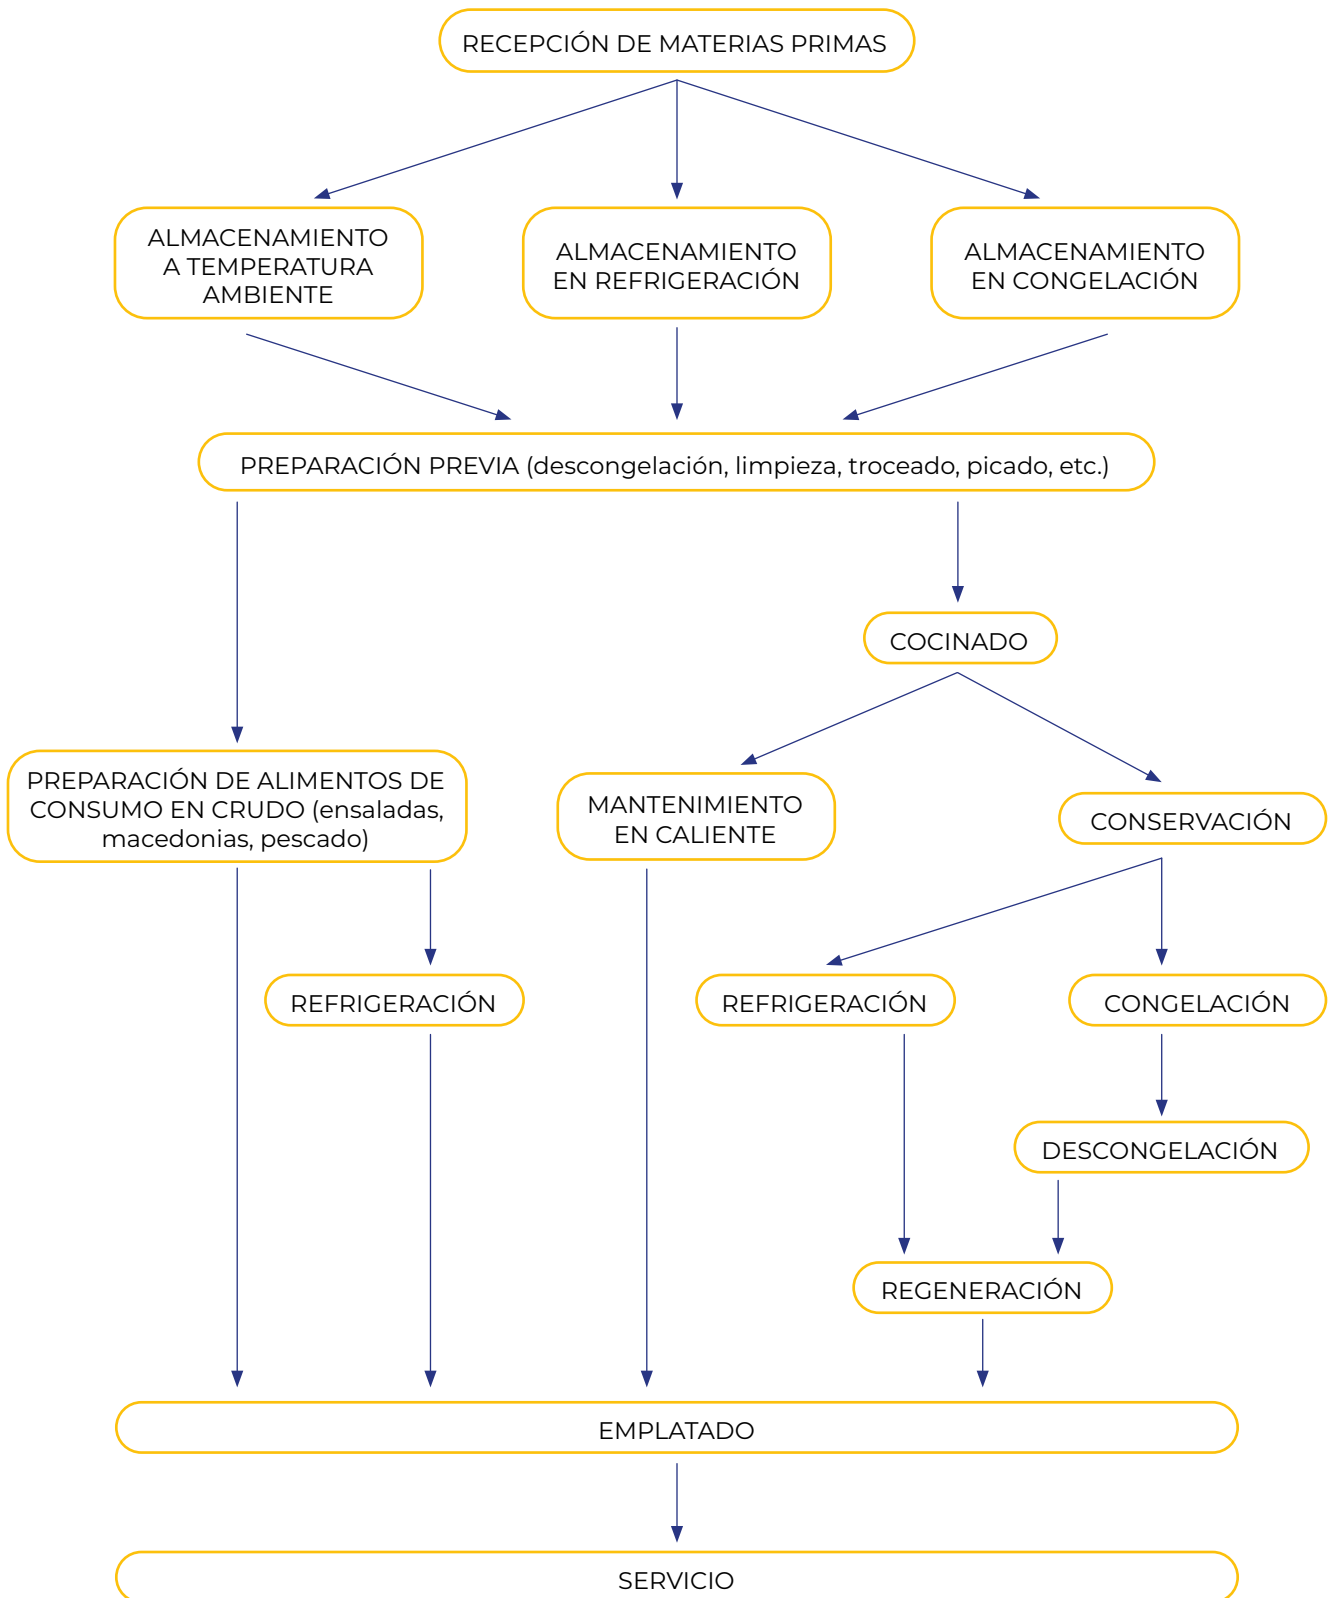 RECEPCIÓN DE MATERIAS PRIMAS
ALMACENAMIENTO
A TEMPERATURA
AMBIENTE
ALMACENAMIENTO
EN REFRIGERACIÓN
ALMACENAMIENTO
EN CONGELACIÓN
PREPARACIÓN PREVIA (descongelación, limpieza, troceado, picado, etc.)
COCINADO
PREPARACIÓN DE ALIMENTOS DE
CONSUMO EN CRUDO (ensaladas,
macedonias, pescado)
MANTENIMIENTO
EN CALIENTE
CONSERVACIÓN
REFRIGERACIÓN
REFRIGERACIÓN
CONGELACIÓN
DESCONGELACIÓN
REGENERACIÓN
EMPLATADO
SERVICIO